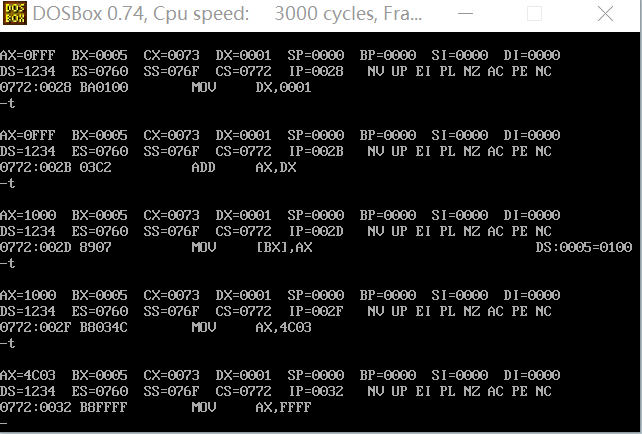 DOS BOX DOSBox 0.74, Cpu speed: 3000 cycles, Fra...
AX=0FFF BX=0005 CX=0073 DX=0001 SP=0000 BP=0000 SI=0000 DI=0000
DS=1234 ES=0760 SS=076F CS=0772 IP=0028 NV UP EI PL NZ AC PE NC
0772:0028 BA0100 MOV DX,0001
-t
AX=0FFF BX=0005 CX=0073 DX=0001 SP=0000 BP=0000 SI=0000 DI=0000
DS=1234 ES=0760 SS=076F CS=0772 IP=002B NV UP EI PL NZ AC PE NC
0772:002B 03C2 ADD AX,DX
-t
AX=1000 BX=0005 CX=0073 DX=0001 SP=0000 BP=0000 SI=0000 DI=0000
DS=1234 ES=0760 SS=076F CS=0772 IP=002D NV UP EI PL NZ AC PE NC
0772:002D 8907 MOV [BX],AX DS:0005=0100
-t
AX=1000 BX=0005 CX=0073 DX=0001 SP=0000 BP=0000 SI=0000 DI=0000
DS=1234 ES=0760 SS=076F CS=0772 IP=002F NV UP EI PL NZ AC PE NC
0772:002F B8034C MOV AX,4C03
-t
AX=4C03 BX=0005 CX=0073 DX=0001 SP=0000 BP=0000 SI=0000 DI=0000
DS=1234 ES=0760 SS=076F CS=0772 IP=0032 NV UP EI PL NZ AC PE NC
0772:0032 B8FFFF MOV AX,FFFF
-